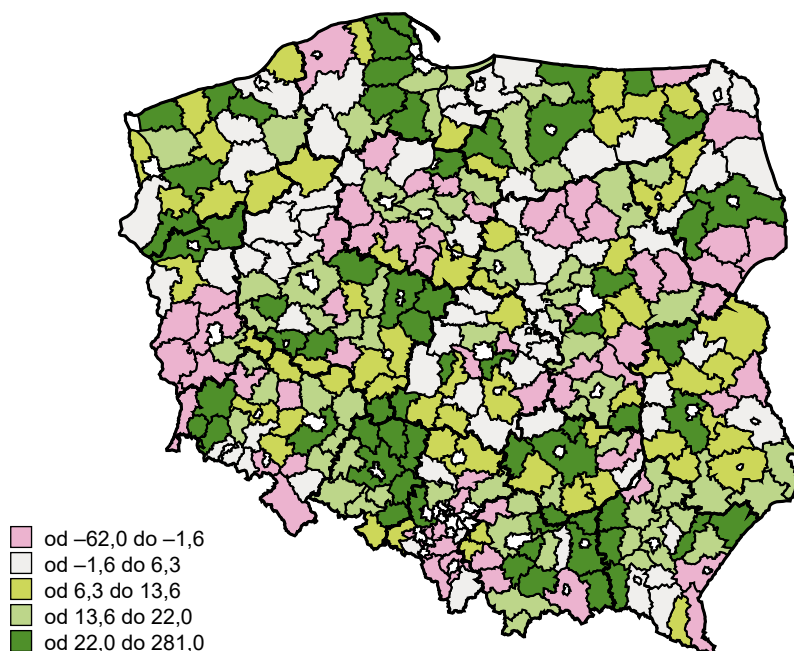 od –62,0 do –1,6
od –1,6 do 6,3
od 6,3 do 13,6
od 13,6 do 22,0
od 22,0 do 281,0